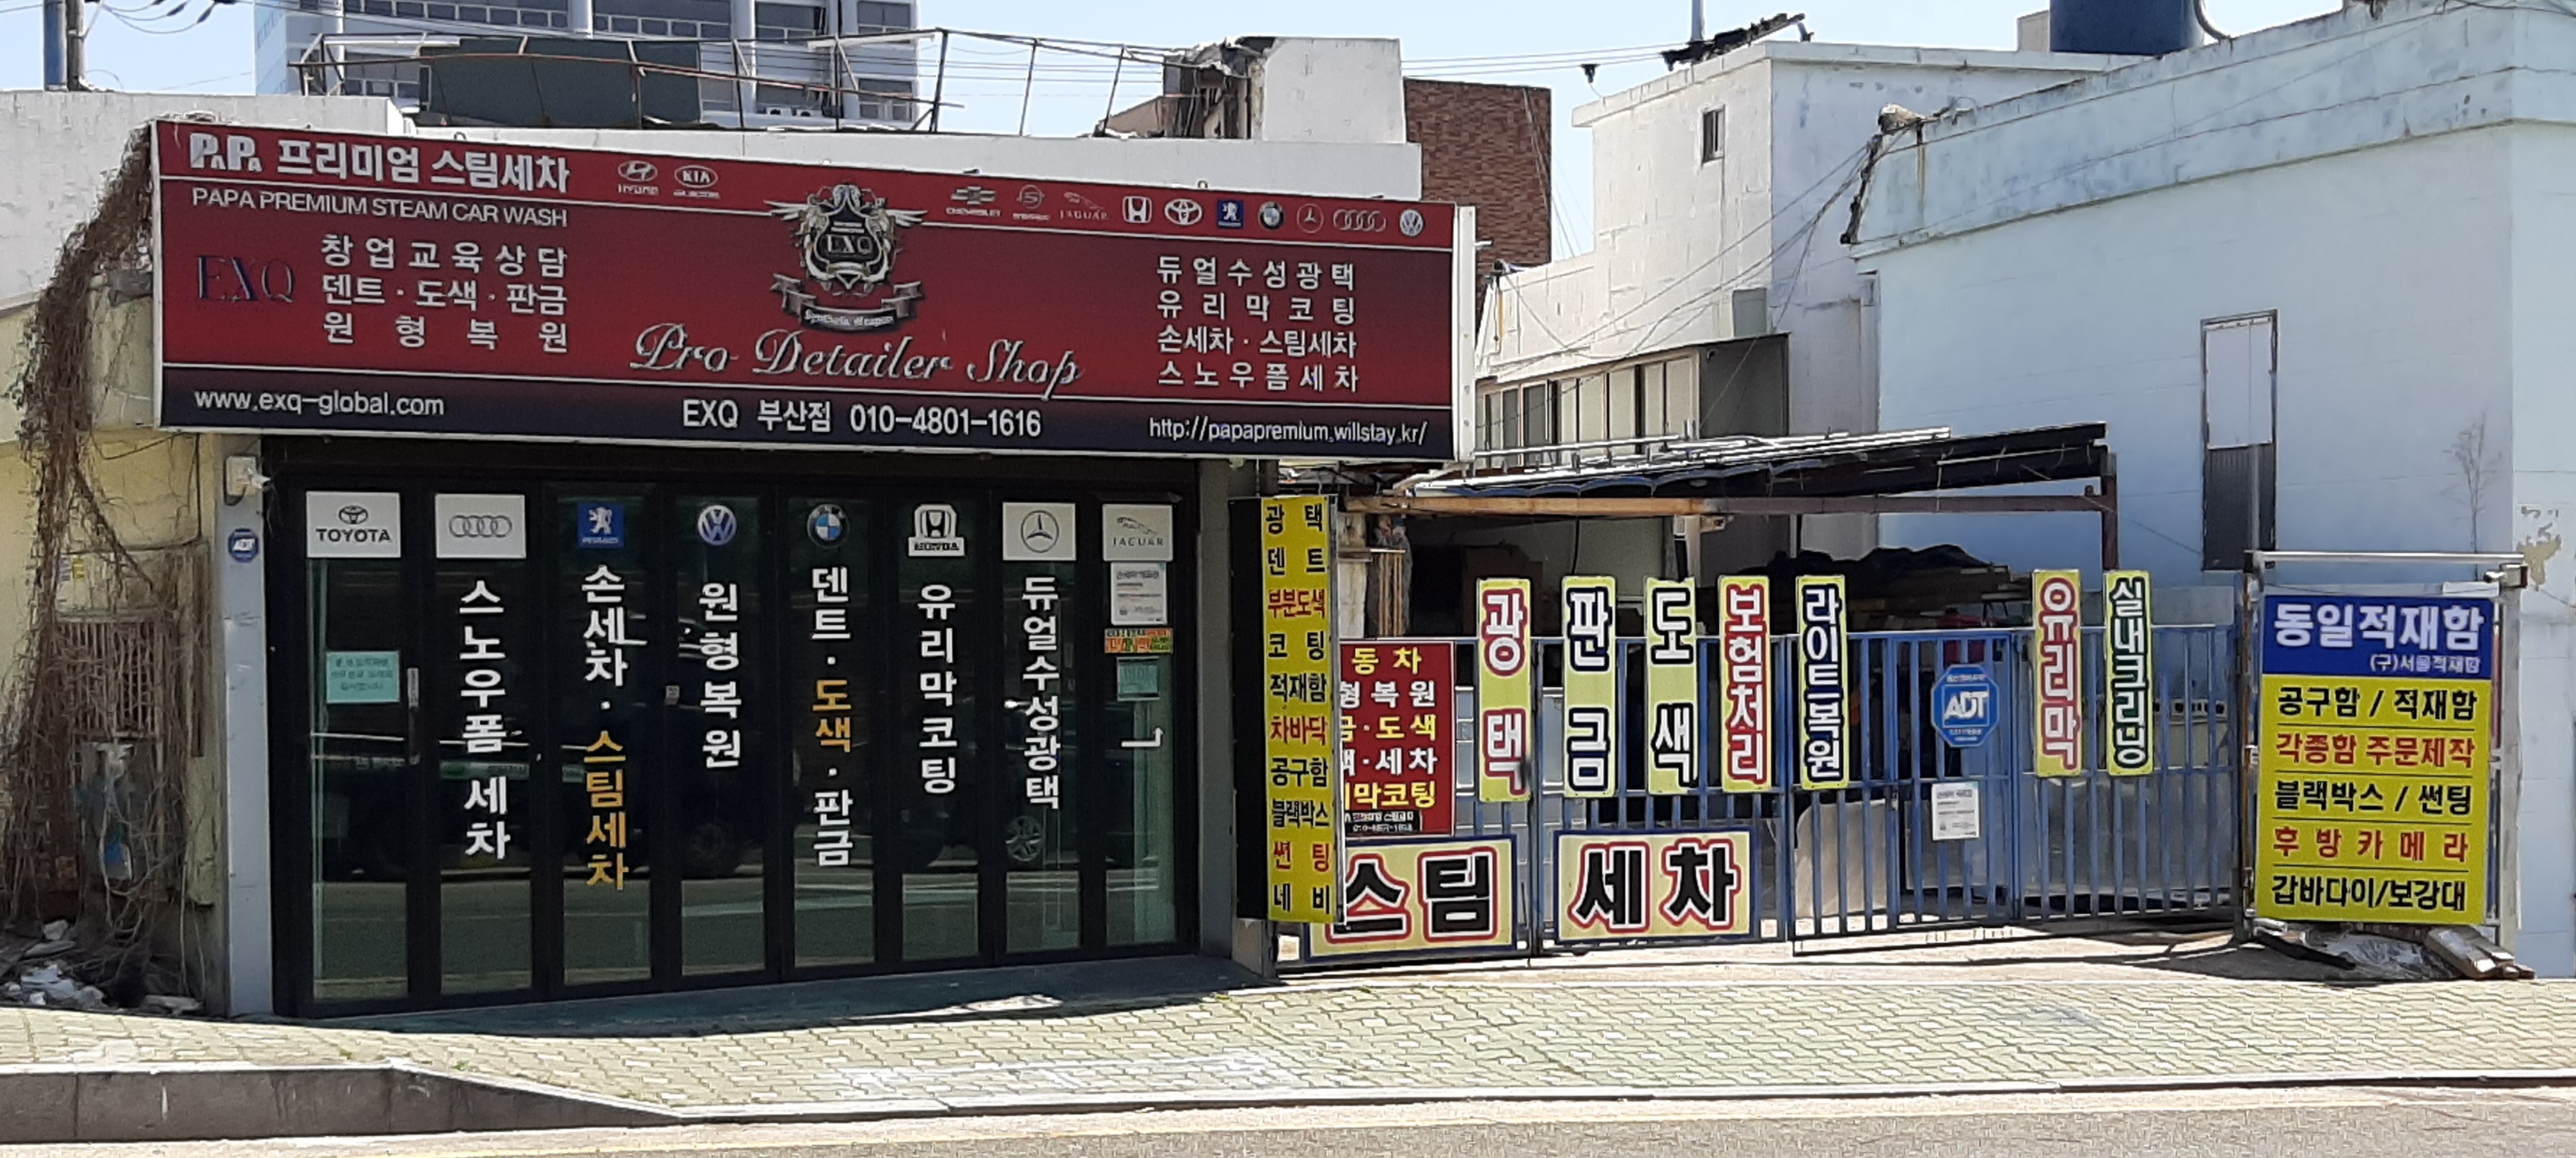 PAPA 프리미엄 스팀세차
PAPA PREMIUM STEAM CAR WASH
HYUNDAI
KIA
CHEVROLET
JAGUAR
EXQ
창업교육상담
덴트·도색·판금
원형복원
EXQ
Pro Detailer Shop
듀얼수성광택
유리막코팅
손세차·스팀세차
스노우폼세차
www.exq-global.com
EXQ 부산점 010-4801-1616
http://papapremium.willstay.kr/
TOYOTA
HONDA
JAGUAR
스노우폼세차
손세차·스팀세차
원형복원
덴트·도색·판금
유리막코팅
듀얼수성광택
ADT
광택
덴트
부분도색
코팅
적재함
차바닥
공구함
블랙박스
썬팅
네비
동차
형복원
금·도색
택·세차
막코팅
광택
판금
도색
보험처리
라이트복원
ADT
유리막
실내크리닝
스팀 세차
동일적재함
(구)서울적재함
공구함 / 적재함
각종함 주문제작
블랙박스 / 썬팅
후방카메라
갑바다이/보강대